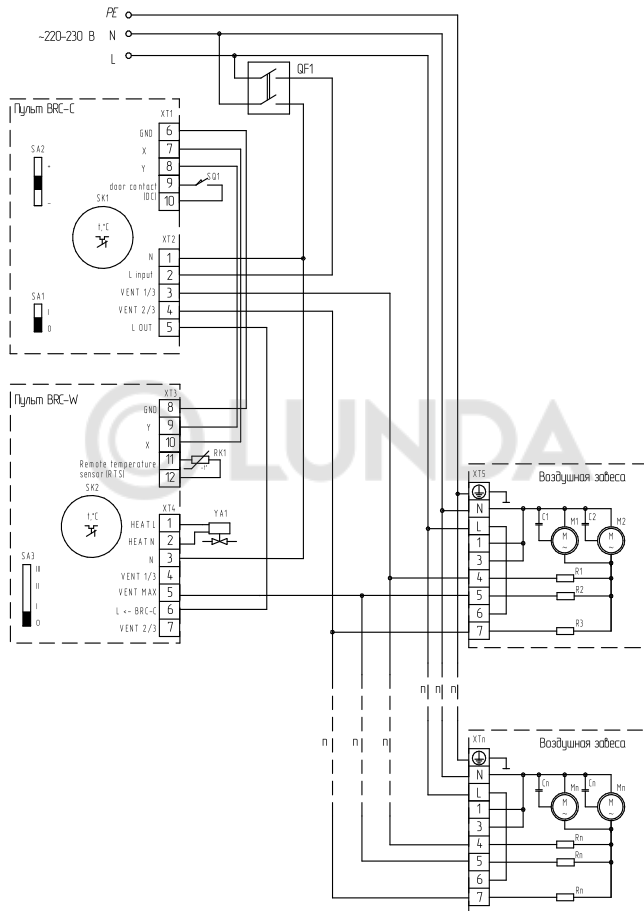 PE
~220-230 В N
L
QF1
Пульт BRC-C
XT1
SA2
+
-
GND 6
X 7
Y 8
door contact (DC) 9
10
SQ1
SK1
t,°C
XT2
N 1
L input 2
VENT 1/3 3
VENT 2/3 4
L OUT 5
SA1
I
0
Пульт BRC-W
XT3
GND 8
Y 9
X 10
Remote temperature sensor (RTS) 11
12
RK1
-t°
SK2
t,°C
XT4
HEAT L 1
HEAT N 2
N 3
VENT 1/3 4
VENT MAX 5
L <- BRC-C 6
VENT 2/3 7
YA1
SA3
III
II
I
0
© LUNDA
XT5
Воздушная завеса
N
L
1
3
4
5
6
7
C1
M1
C2
M2
M
~
M
~
R1
R2
R3
п п п
п п п
XTn
Воздушная завеса
N
L
1
3
4
5
6
7
Cn
Mn
Cn
Mn
M
~
M
~
Rn
Rn
Rn